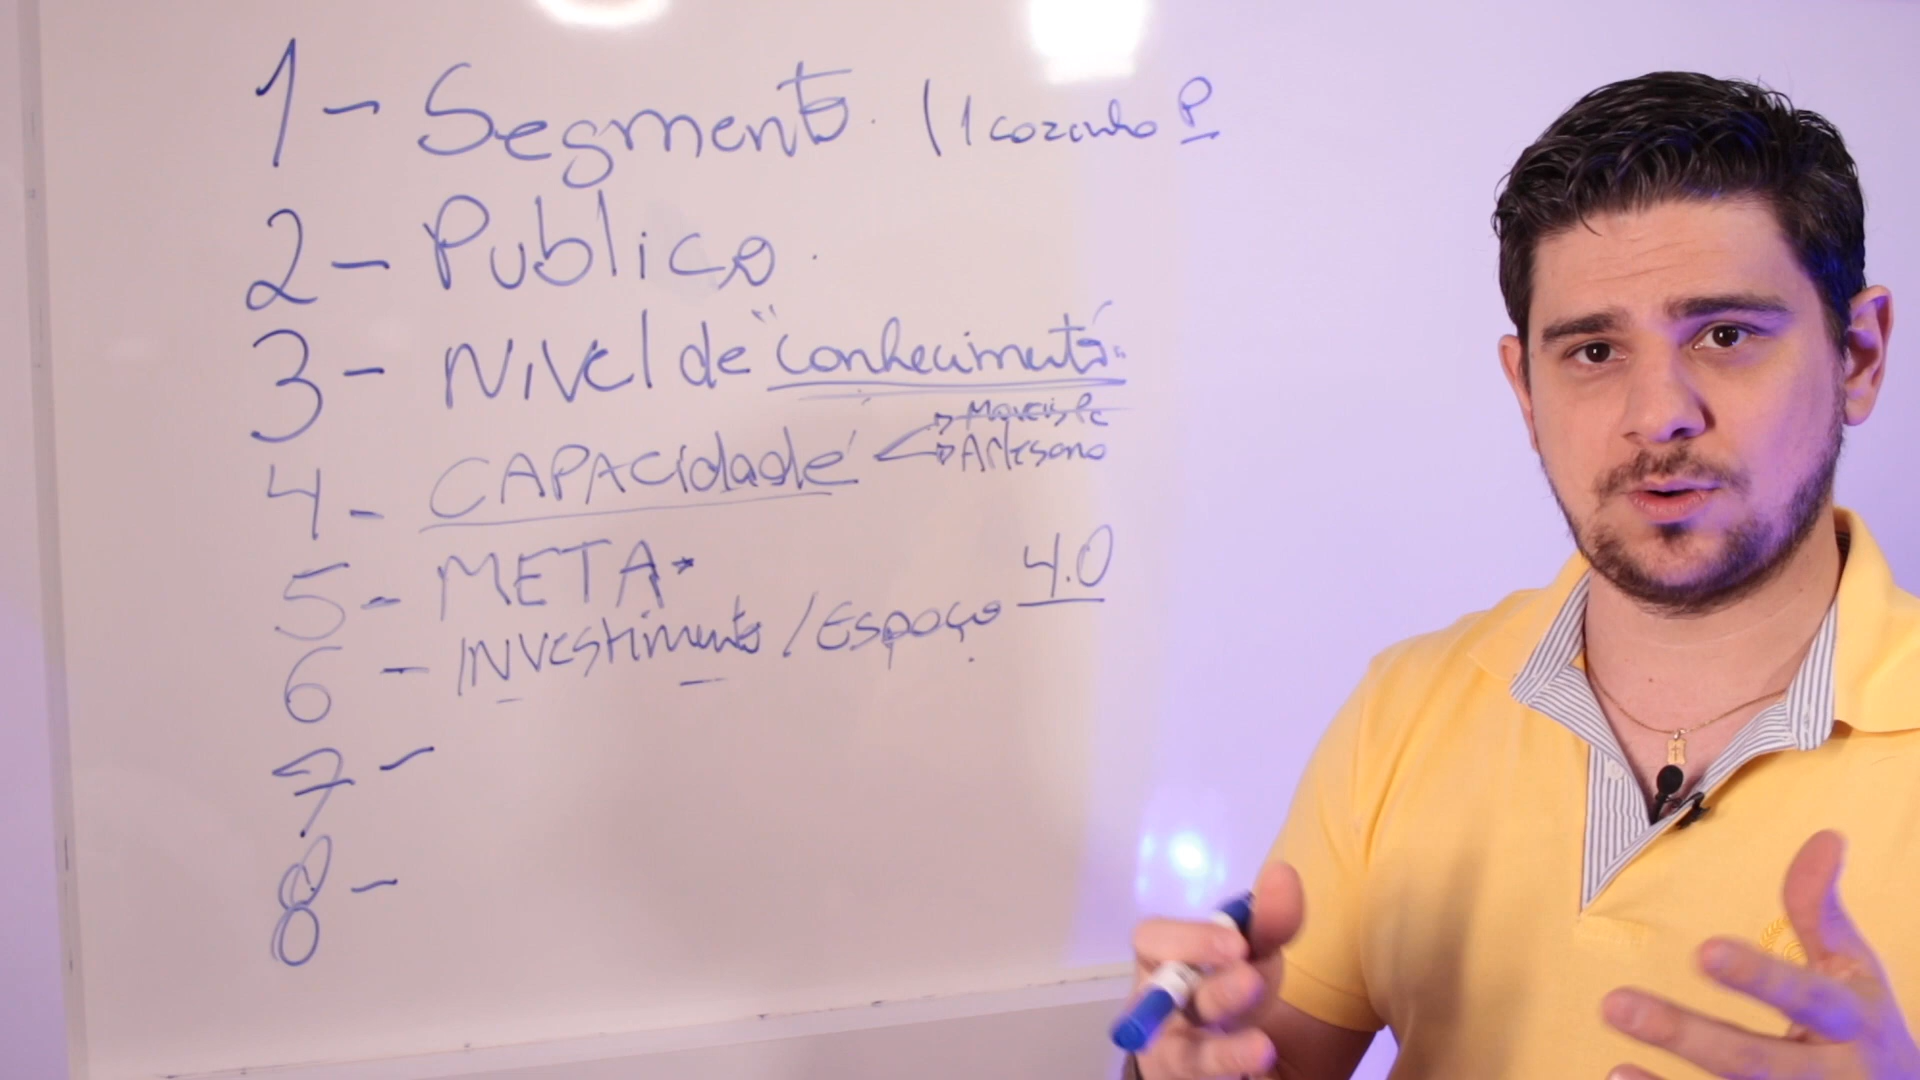 1 - Segmento. (1 cozinha P
2 - Publico.
3 - Nivel de "conhecimento"
4 - CAPACidade → Moveis Pl
→ Artesano
5 - META 4.0
6 - INVestimento / Espaço
7 -
8 -